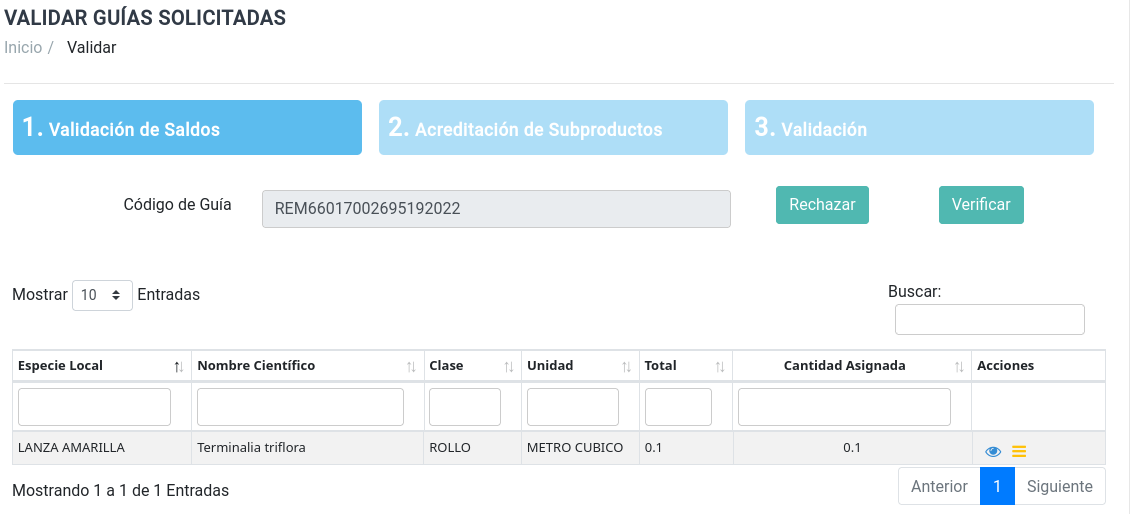 VALIDAR GUÍAS SOLICITADAS
Inicio / Validar
1. Validación de Saldos
2. Acreditación de Subproductos
3. Validación
Código de Guía REM66017002695192022 Rechazar Verificar
Mostrar 10 Entradas
Buscar:
Especie Local Nombre Científico Clase Unidad Total Cantidad Asignada Acciones
LANZA AMARILLA Terminalia triflora ROLLO METRO CUBICO 0.1 0.1
Mostrando 1 a 1 de 1 Entradas
Anterior 1 Siguiente